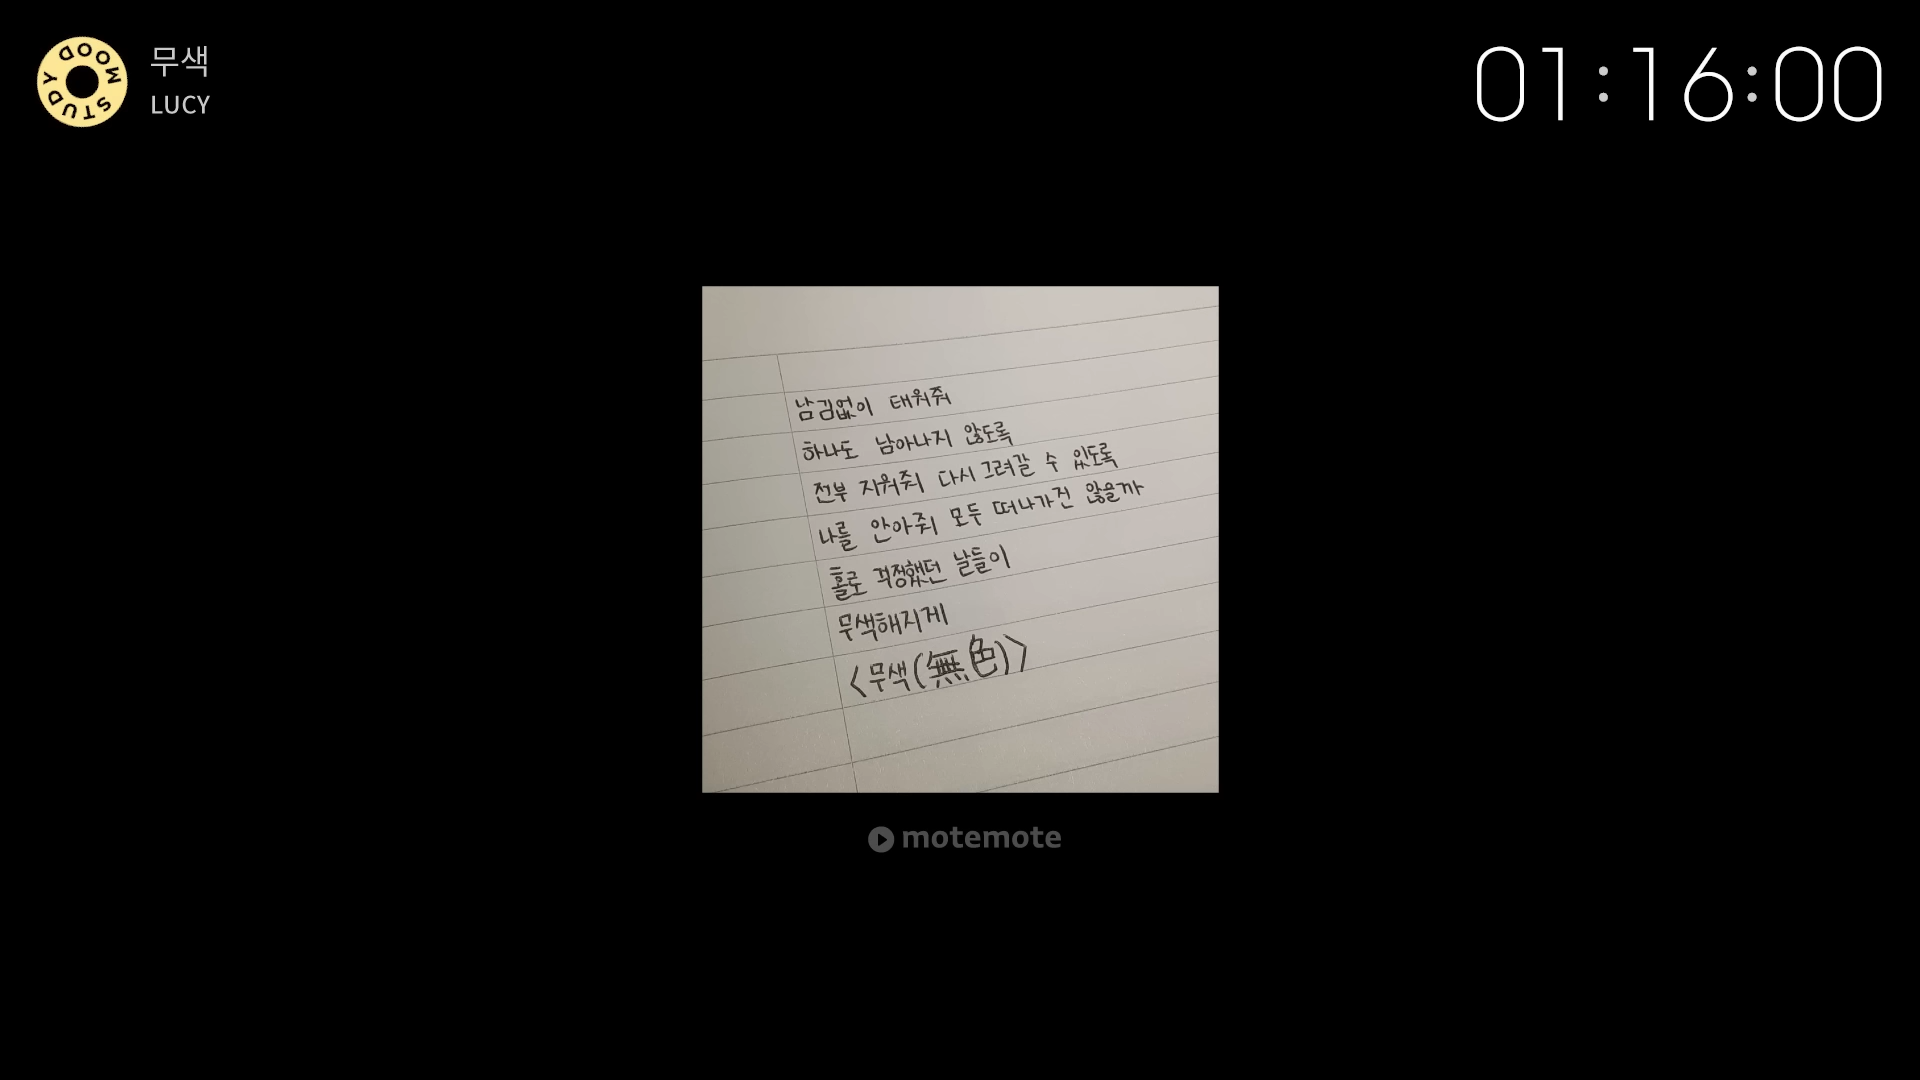 STUDY MOOD
무색
LUCY
01:16:00
남김없이 태워줘
하나도 남아나지 않도록
전부 지워줘 다시 그려갈 수 있도록
나를 안아줘 모두 떠나가진 않을까
홀로 걱정했던 날들이
무색해지게
<무색(無色)>
motemote